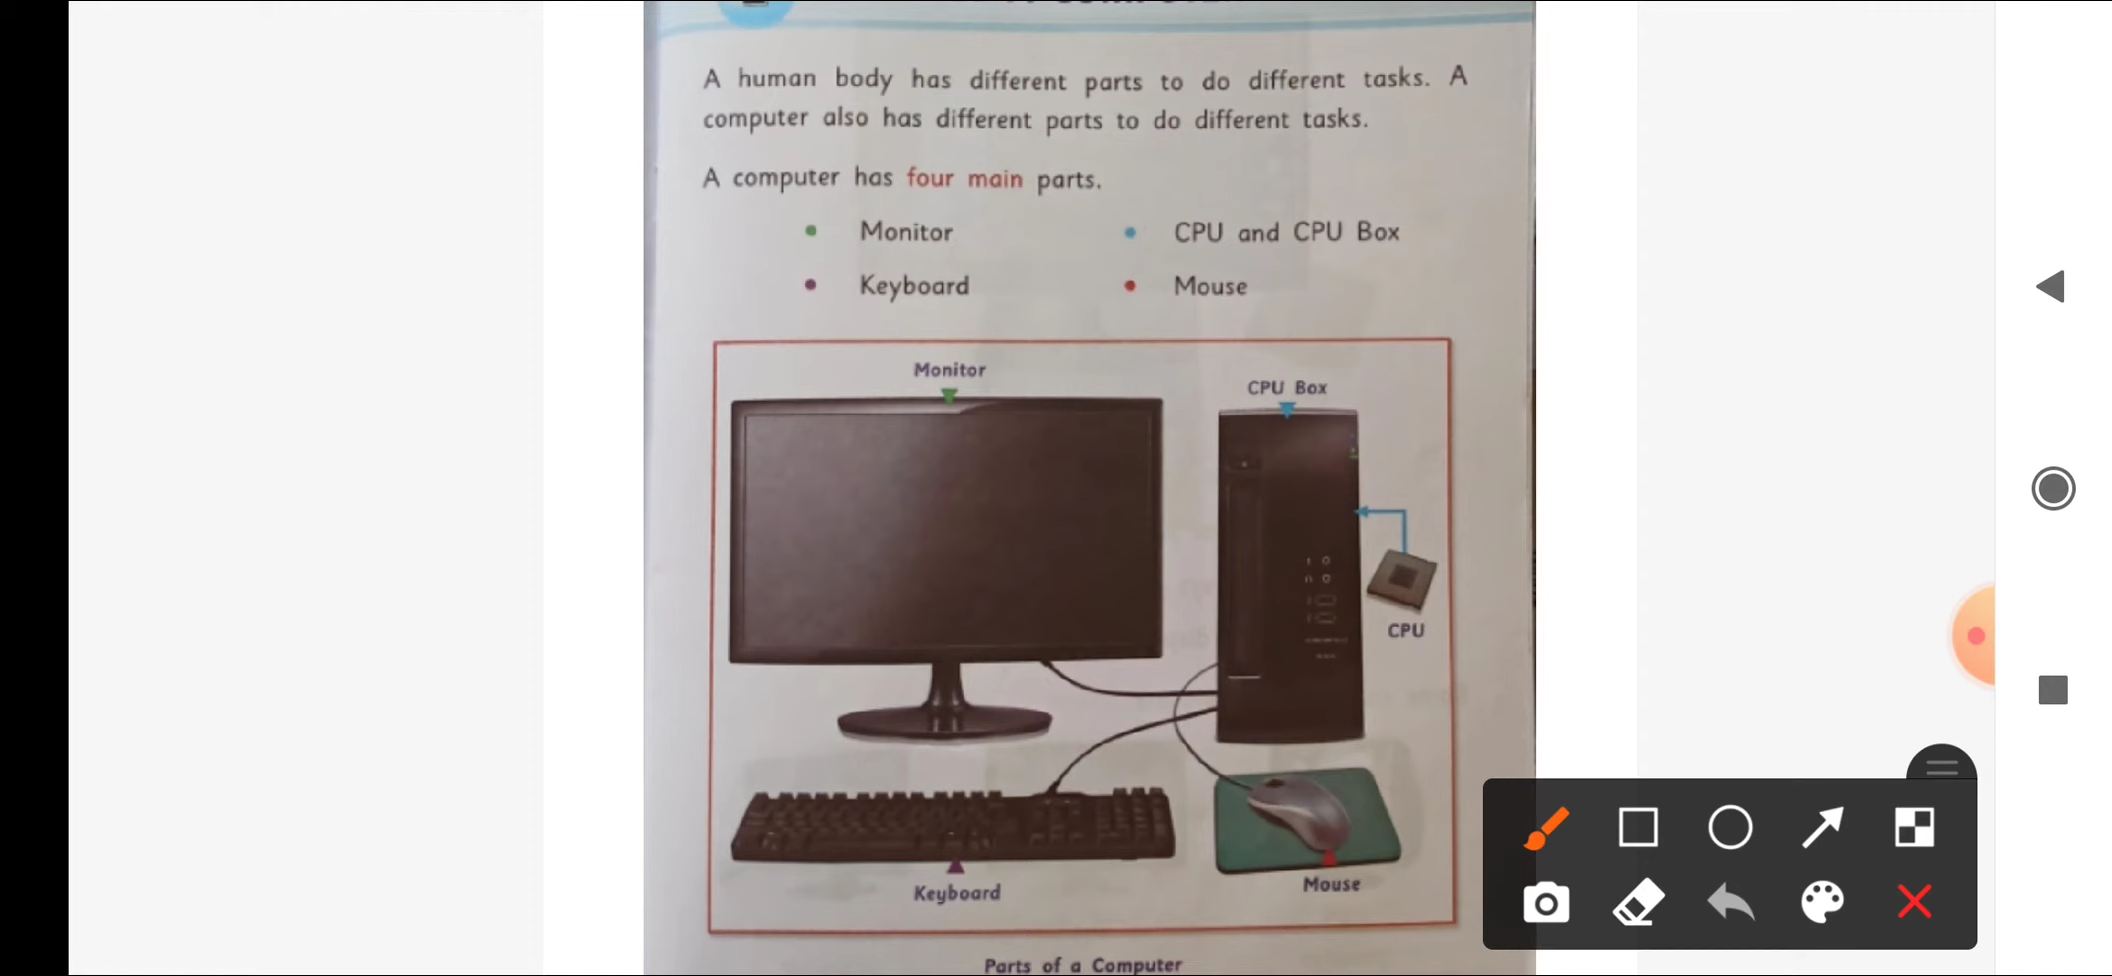 A human body has different parts to do different tasks. A
computer also has different parts to do different tasks.
A computer has four main parts.
Monitor
CPU and CPU Box
Keyboard
Mouse
Monitor
CPU Box
CPU
Keyboard
Mouse
Parts of a Computer